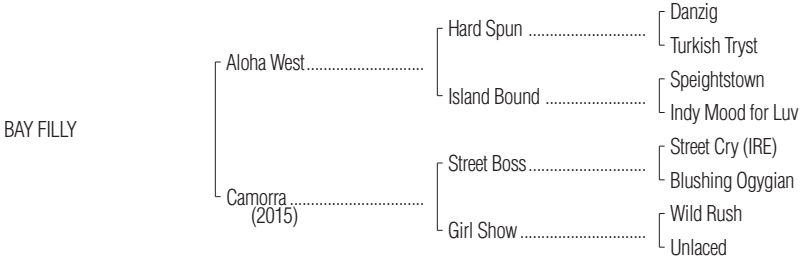 Danzig
Hard Spun ..............................
Turkish Tryst
Aloha West..............................
Speightstown
Island Bound ..........................
Indy Mood for Luv
BAY FILLY
Street Cry (IRE)
Street Boss..............................
Blushing Ogygian
Camorra ..................................
(2015)
Wild Rush
Girl Show ................................
Unlaced